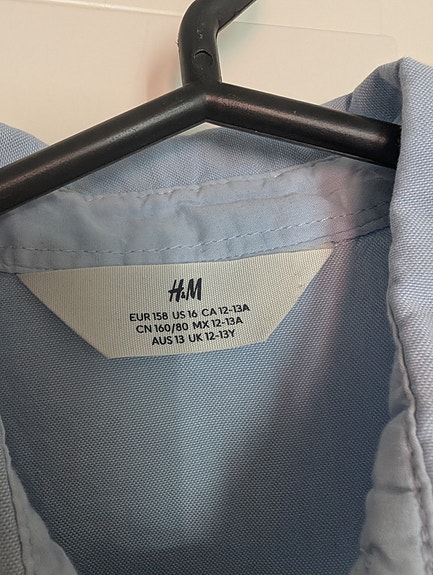 H&M
EUR 158 US 16 CA 12-13A
CN 160/80 MX 12-13A
AUS 13 UK 12-13Y